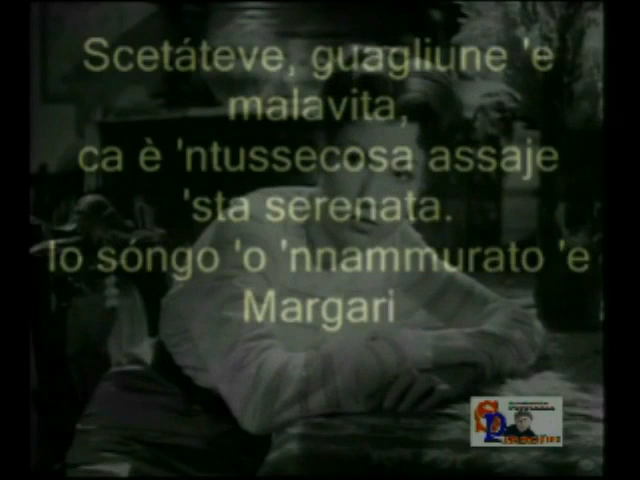 Scetáteve, guagliune 'e
malavita,
ca è 'ntussecosa assaje
'sta serenata.
Io sóngo 'o 'nnammurato 'e
Margari